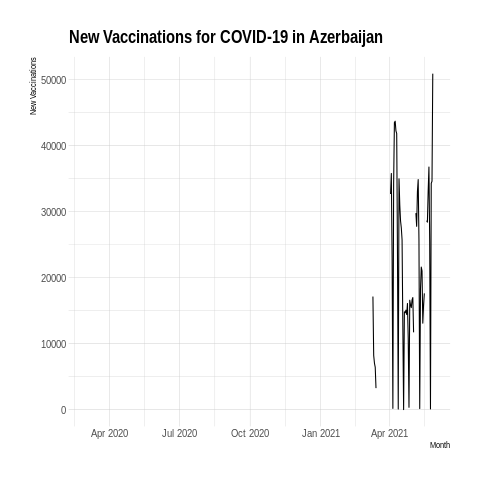 New Vaccinations for COVID-19 in Azerbaijan
New Vaccinations
50000
40000
30000
20000
10000
0
Apr 2020 Jul 2020 Oct 2020 Jan 2021 Apr 2021
Month